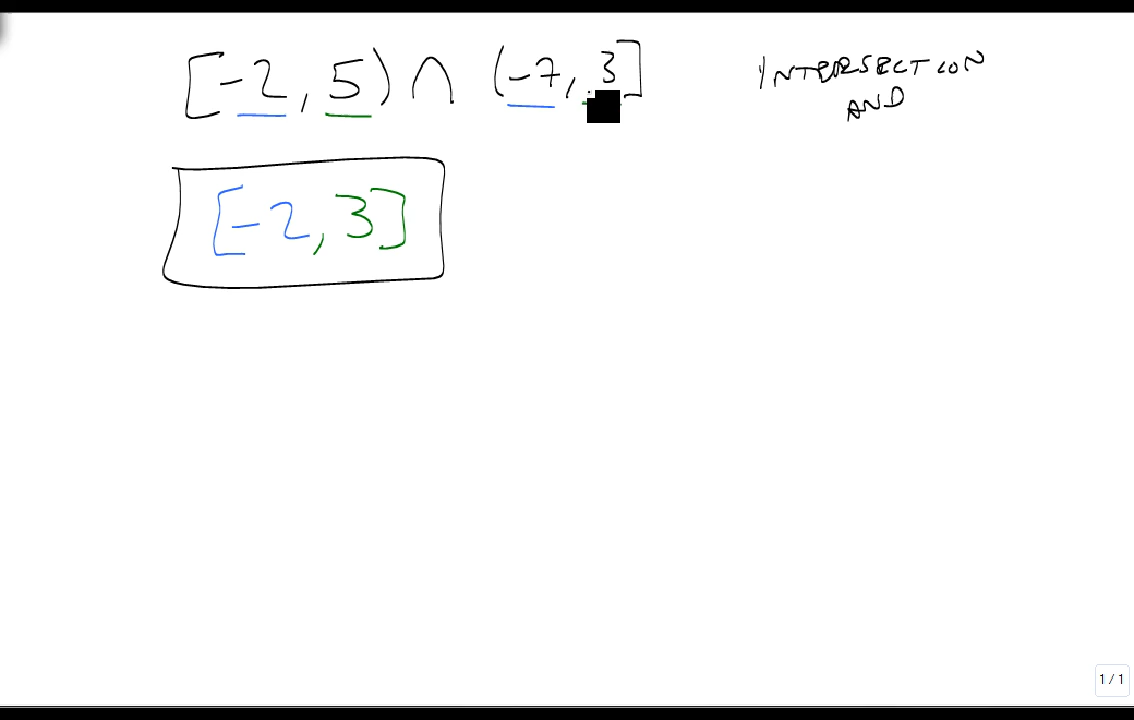 [-2, 5) ∩ (-7, 3]
INTERSECTION
AND
[-2, 3]
1 / 1